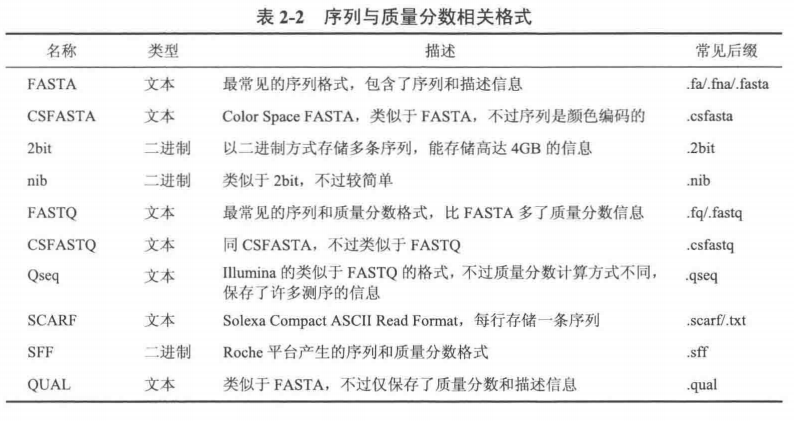 表 2-2 序列与质量分数相关格式
名称 类型 描述 常见后缀
FASTA 文本 最常见的序列格式，包含了序列和描述信息 .fa/.fna/.fasta
CSFASTA 文本 Color Space FASTA，类似于 FASTA，不过序列是颜色编码的 .csfasta
2bit 二进制 以二进制方式存储多条序列，能存储高达 4GB 的信息 .2bit
nib 二进制 类似于 2bit，不过较简单 .nib
FASTQ 文本 最常见的序列和质量分数格式，比 FASTA 多了质量分数信息 .fq/.fastq
CSFASTQ 文本 同 CSFASTA，不过类似于 FASTQ .csfastq
Qseq 文本 Illumina 的类似于 FASTQ 的格式，不过质量分数计算方式不同， .qseq
保存了许多测序的信息
SCARF 文本 Solexa Compact ASCII Read Format，每行存储一条序列 .scarf/.txt
SFF 二进制 Roche 平台产生的序列和质量分数格式 .sff
QUAL 文本 类似于 FASTA，不过仅保存了质量分数和描述信息 .qual